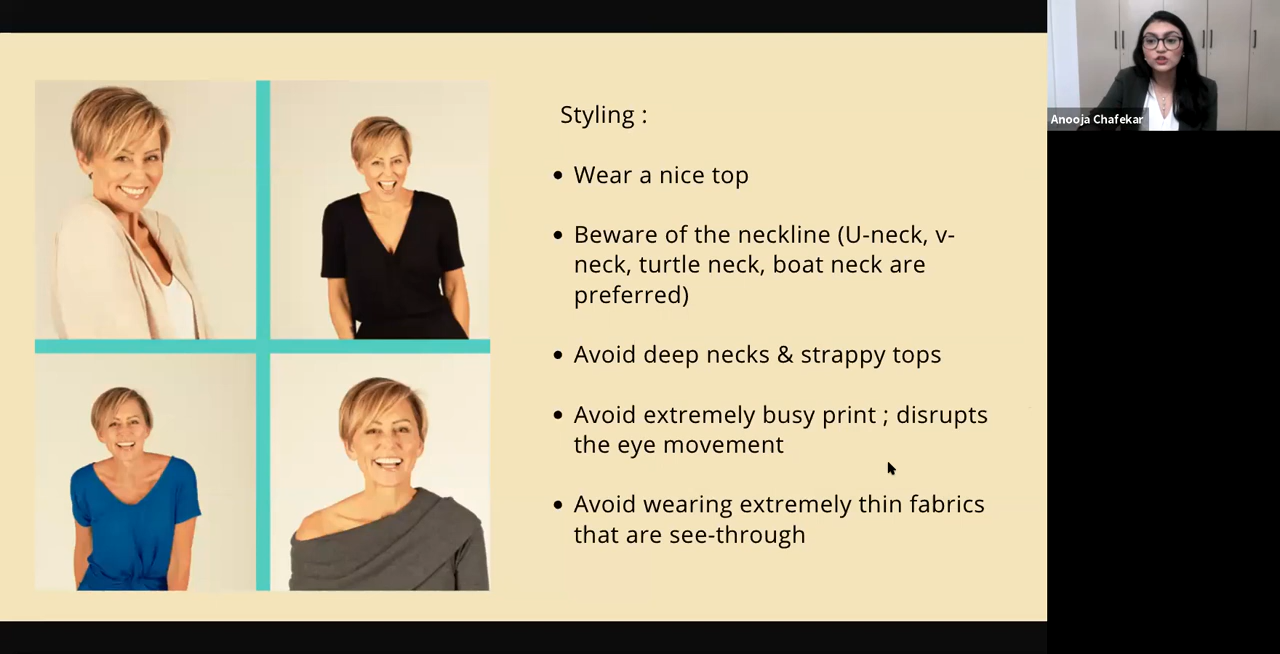 Styling :
Wear a nice top
Beware of the neckline (U-neck, v-
neck, turtle neck, boat neck are
preferred)
Avoid deep necks & strappy tops
Avoid extremely busy print ; disrupts
the eye movement
Avoid wearing extremely thin fabrics
that are see-through
Anooja Chafekar